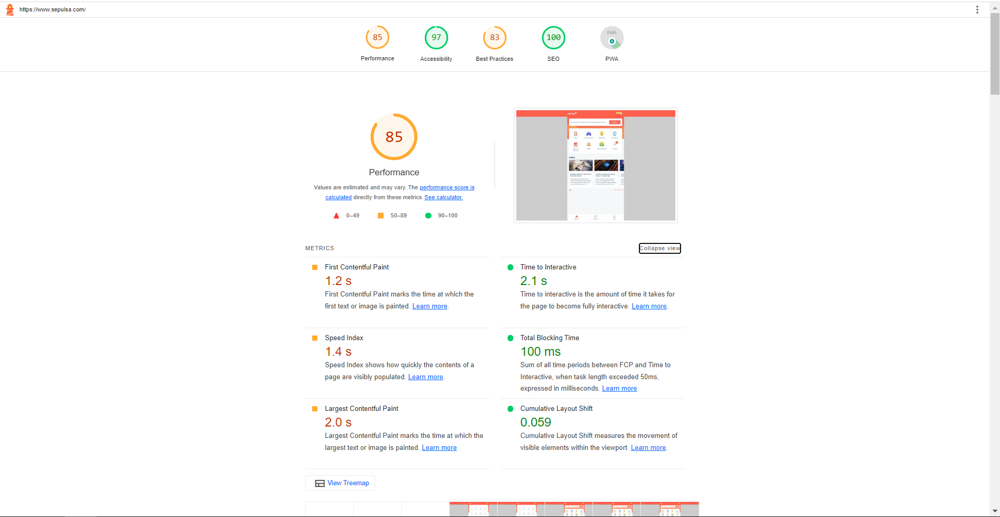 https://www.sepulsa.com/
85
97
83
100
PWA
Performance
Accessibility
Best Practices
SEO
PWA
85
Performance
Values are estimated and may vary. The performance score is
calculated directly from these metrics. See calculator.
0–49
50–89
90–100
sepulsa
METRICS
Collapse view
First Contentful Paint
1.2 s
First Contentful Paint marks the time at which the
first text or image is painted. Learn more.
Time to Interactive
2.1 s
Time to interactive is the amount of time it takes for
the page to become fully interactive. Learn more.
Speed Index
1.4 s
Speed Index shows how quickly the contents of a
page are visibly populated. Learn more.
Total Blocking Time
100 ms
Sum of all time periods between FCP and Time to
Interactive, when task length exceeded 50ms,
expressed in milliseconds. Learn more.
Largest Contentful Paint
2.0 s
Largest Contentful Paint marks the time at which the
largest text or image is painted. Learn more
Cumulative Layout Shift
0.059
Cumulative Layout Shift measures the movement of
visible elements within the viewport. Learn more.
View Treemap